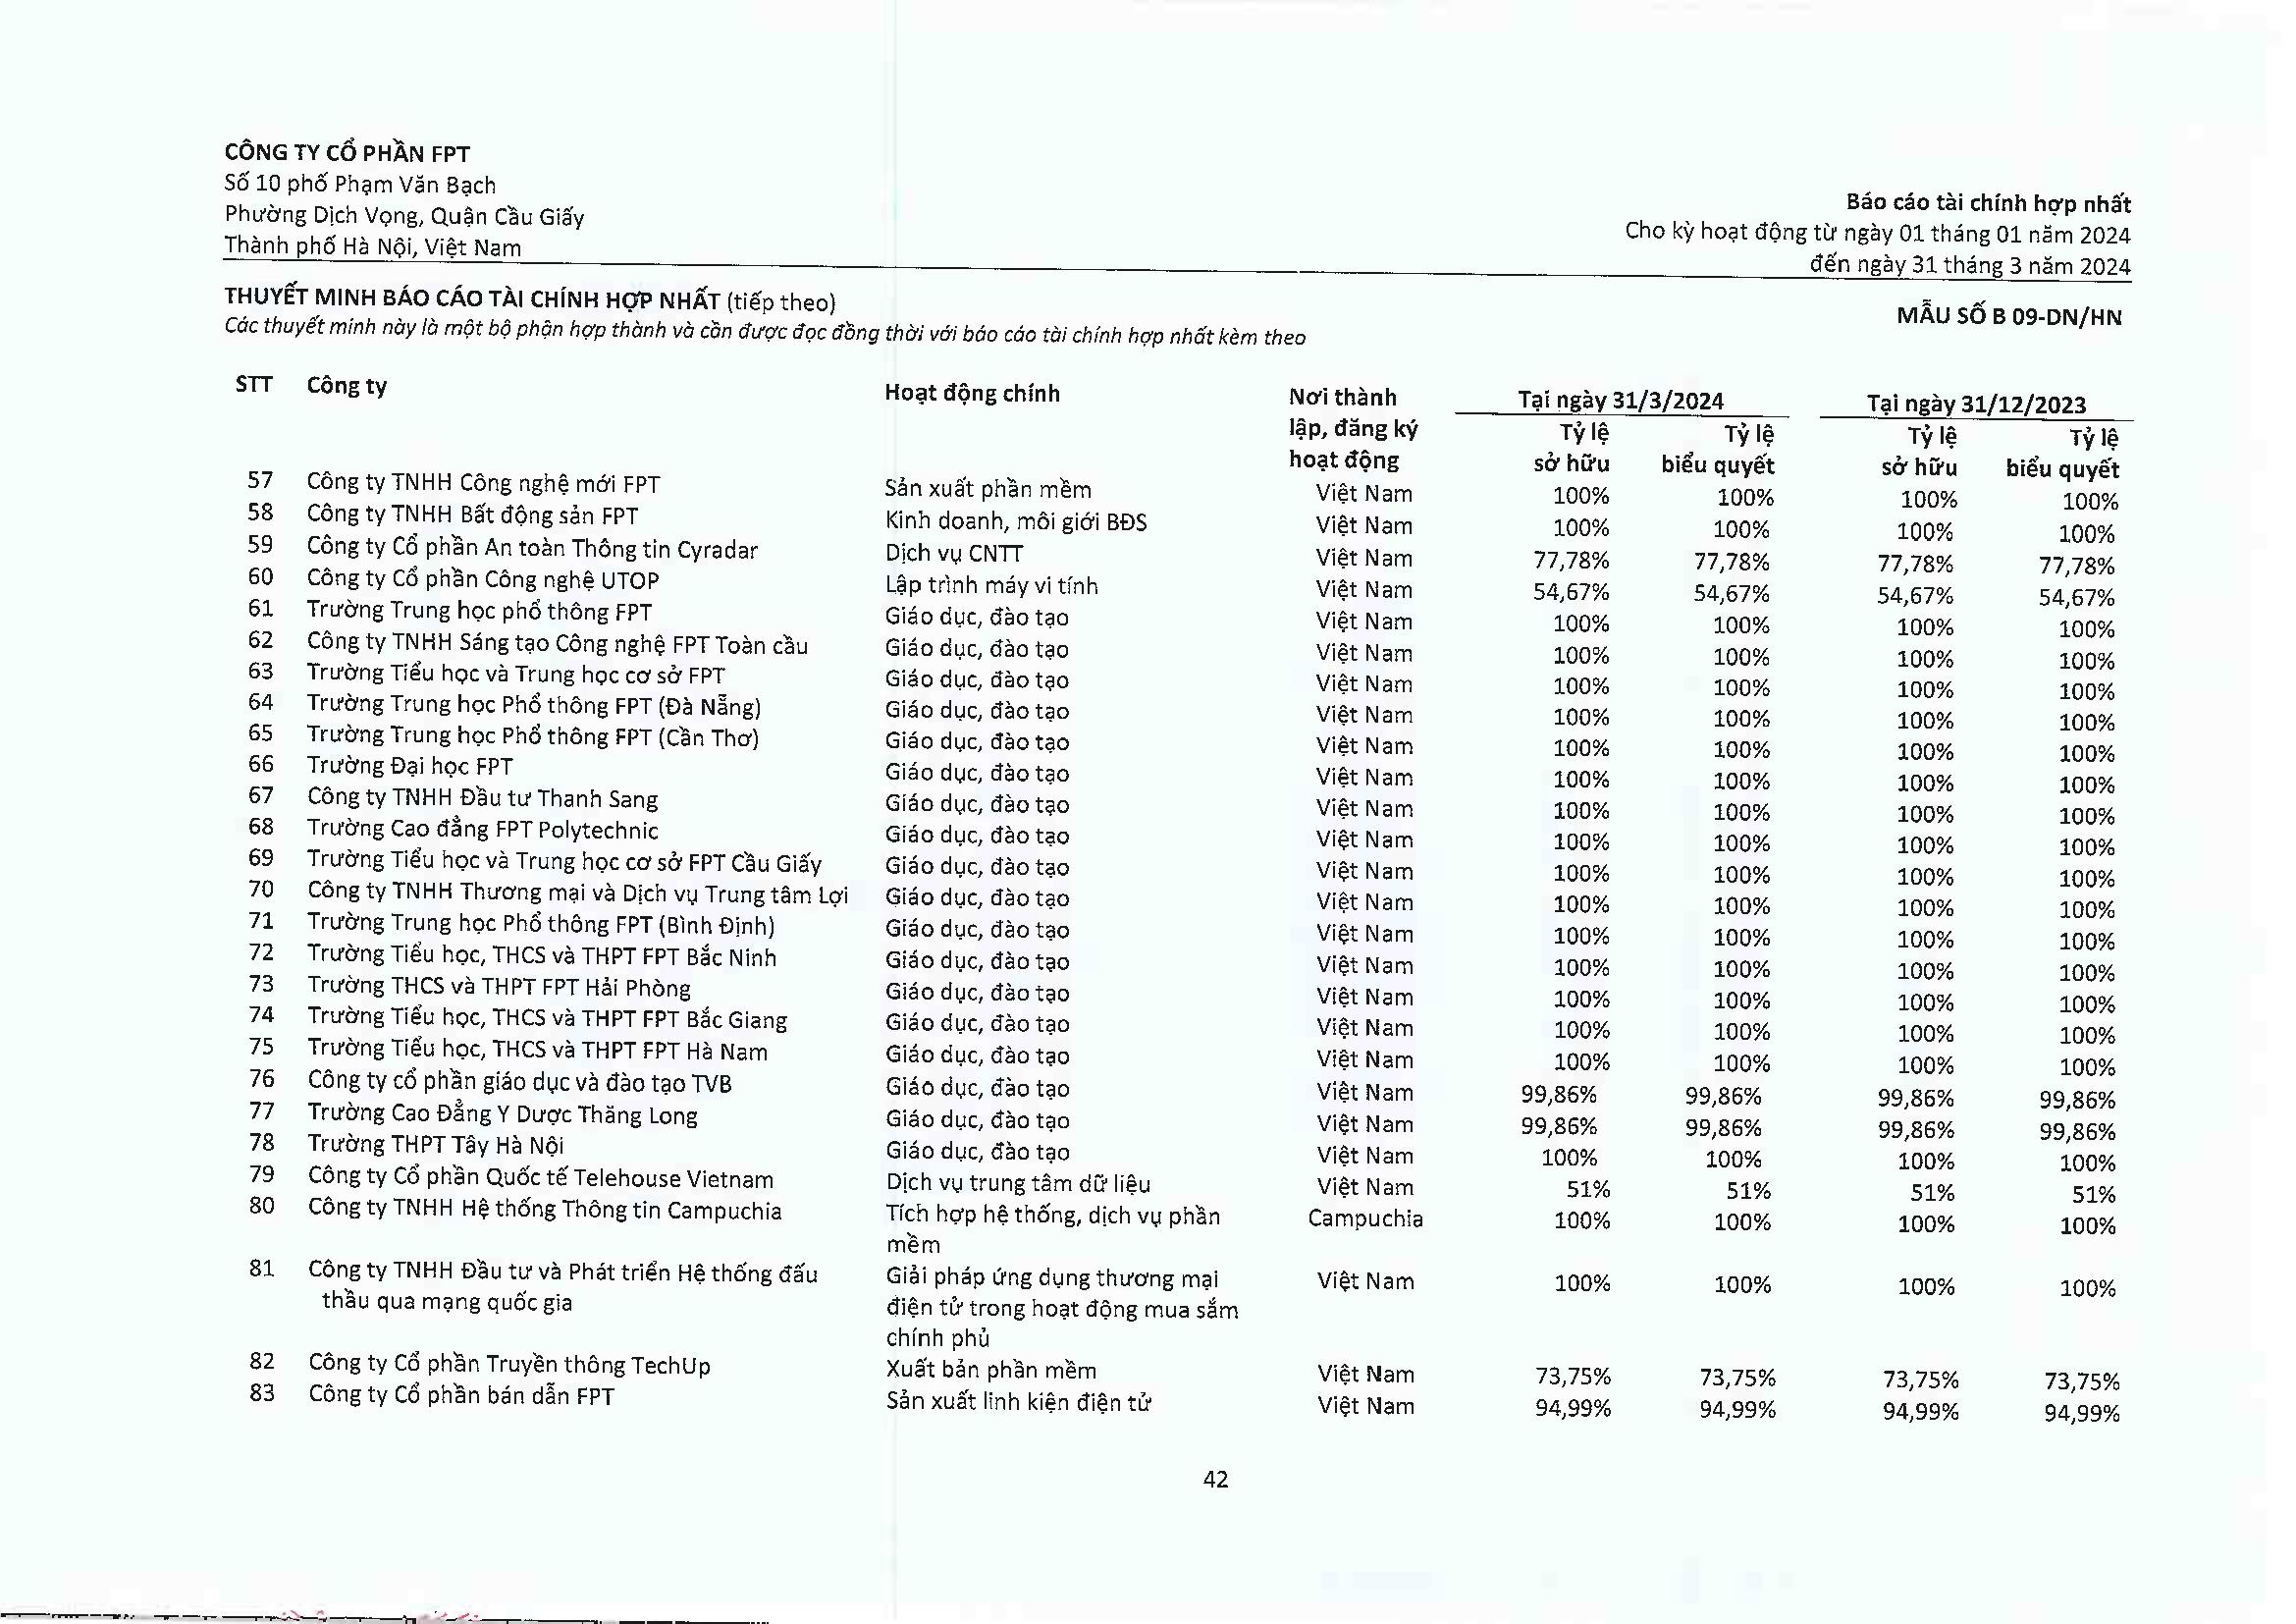 CÔNG TY CỔ PHẦN FPT
Số 10 phố Phạm Văn Bạch
Phường Dịch Vọng, Quận Cầu Giấy
Thành phố Hà Nội, Việt Nam
Báo cáo tài chính hợp nhất
Cho kỳ hoạt động từ ngày 01 tháng 01 năm 2024
đến ngày 31 tháng 3 năm 2024
THUYẾT MINH BÁO CÁO TÀI CHÍNH HỢP NHẤT (tiếp theo)
MẪU SỐ B 09-DN/HN
Các thuyết minh này là một bộ phận hợp thành và cần được đọc đồng thời với báo cáo tài chính hợp nhất kèm theo
STT Công ty Hoạt động chính Nơi thành Tại ngày 31/3/2024 Tại ngày 31/12/2023
lập, đăng ký Tỷ lệ Tỷ lệ Tỷ lệ Tỷ lệ
hoạt động sở hữu biểu quyết sở hữu biểu quyết
57 Công ty TNHH Công nghệ mới FPT Sản xuất phần mềm Việt Nam 100% 100% 100% 100%
58 Công ty TNHH Bất động sản FPT Kinh doanh, môi giới BĐS Việt Nam 100% 100% 100% 100%
59 Công ty Cổ phần An toàn Thông tin Cyradar Dịch vụ CNTT Việt Nam 77,78% 77,78% 77,78% 77,78%
60 Công ty Cổ phần Công nghệ UTOP Lập trình máy vi tính Việt Nam 54,67% 54,67% 54,67% 54,67%
61 Trường Trung học phổ thông FPT Giáo dục, đào tạo Việt Nam 100% 100% 100% 100%
62 Công ty TNHH Sáng tạo Công nghệ FPT Toàn cầu Giáo dục, đào tạo Việt Nam 100% 100% 100% 100%
63 Trường Tiểu học và Trung học cơ sở FPT Giáo dục, đào tạo Việt Nam 100% 100% 100% 100%
64 Trường Trung học Phổ thông FPT (Đà Nẵng) Giáo dục, đào tạo Việt Nam 100% 100% 100% 100%
65 Trường Trung học Phổ thông FPT (Cần Thơ) Giáo dục, đào tạo Việt Nam 100% 100% 100% 100%
66 Trường Đại học FPT Giáo dục, đào tạo Việt Nam 100% 100% 100% 100%
67 Công ty TNHH Đầu tư Thanh Sang Giáo dục, đào tạo Việt Nam 100% 100% 100% 100%
68 Trường Cao đẳng FPT Polytechnic Giáo dục, đào tạo Việt Nam 100% 100% 100% 100%
69 Trường Tiểu học và Trung học cơ sở FPT Cầu Giấy Giáo dục, đào tạo Việt Nam 100% 100% 100% 100%
70 Công ty TNHH Thương mại và Dịch vụ Trung tâm Lợi Giáo dục, đào tạo Việt Nam 100% 100% 100% 100%
71 Trường Trung học Phổ thông FPT (Bình Định) Giáo dục, đào tạo Việt Nam 100% 100% 100% 100%
72 Trường Tiểu học, THCS và THPT FPT Bắc Ninh Giáo dục, đào tạo Việt Nam 100% 100% 100% 100%
73 Trường THCS và THPT FPT Hải Phòng Giáo dục, đào tạo Việt Nam 100% 100% 100% 100%
74 Trường Tiểu học, THCS và THPT FPT Bắc Giang Giáo dục, đào tạo Việt Nam 100% 100% 100% 100%
75 Trường Tiểu học, THCS và THPT FPT Hà Nam Giáo dục, đào tạo Việt Nam 100% 100% 100% 100%
76 Công ty cổ phần giáo dục và đào tạo TVB Giáo dục, đào tạo Việt Nam 99,86% 99,86% 99,86% 99,86%
77 Trường Cao Đẳng Y Dược Thăng Long Giáo dục, đào tạo Việt Nam 99,86% 99,86% 99,86% 99,86%
78 Trường THPT Tây Hà Nội Giáo dục, đào tạo Việt Nam 100% 100% 100% 100%
79 Công ty Cổ phần Quốc tế Telehouse Vietnam Dịch vụ trung tâm dữ liệu Việt Nam 51% 51% 51% 51%
80 Công ty TNHH Hệ thống Thông tin Campuchia Tích hợp hệ thống, dịch vụ phần Campuchia 100% 100% 100% 100%
mềm
81 Công ty TNHH Đầu tư và Phát triển Hệ thống đấu Giải pháp ứng dụng thương mại Việt Nam 100% 100% 100% 100%
thầu qua mạng quốc gia điện tử trong hoạt động mua sắm
chính phủ
82 Công ty Cổ phần Truyền thông TechUp Xuất bản phần mềm Việt Nam 73,75% 73,75% 73,75% 73,75%
83 Công ty Cổ phần bán dẫn FPT Sản xuất linh kiện điện tử Việt Nam 94,99% 94,99% 94,99% 94,99%
42